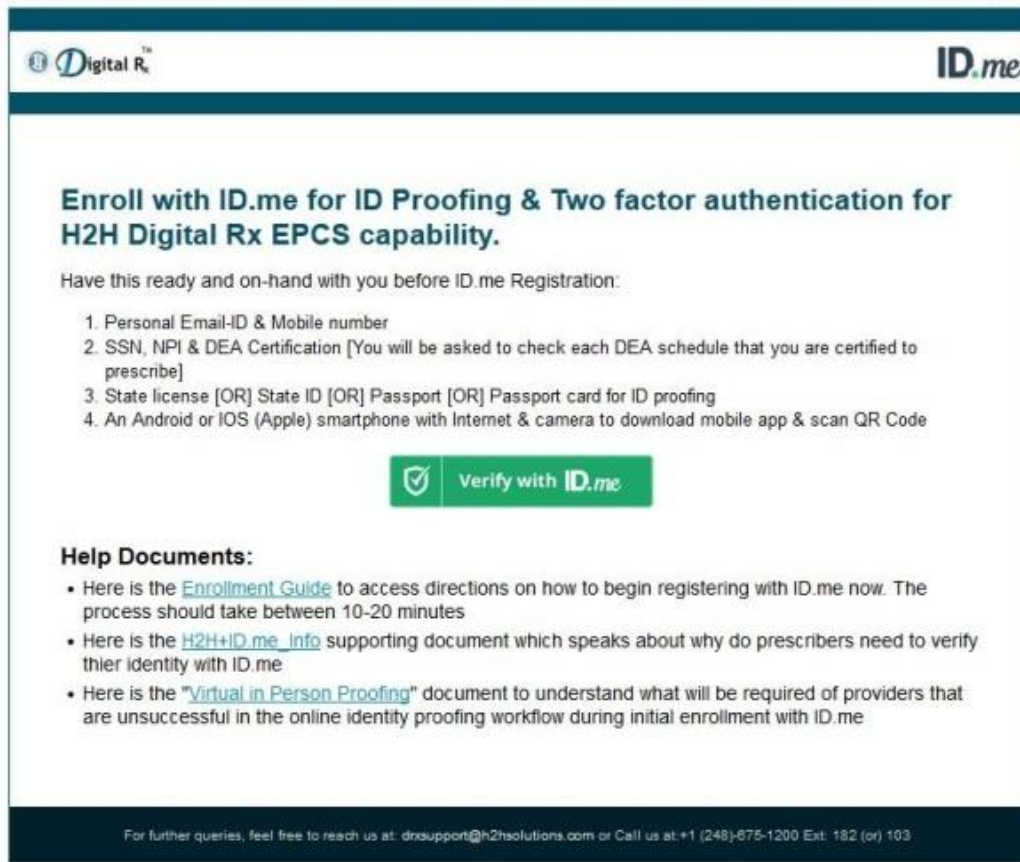 Digital Rx™
ID.me
Enroll with ID.me for ID Proofing & Two factor authentication for
H2H Digital Rx EPCS capability.
Have this ready and on-hand with you before ID.me Registration:
1. Personal Email-ID & Mobile number
2. SSN, NPI & DEA Certification [You will be asked to check each DEA schedule that you are certified to
prescribe]
3. State license [OR] State ID [OR] Passport [OR] Passport card for ID proofing
4. An Android or IOS (Apple) smartphone with Internet & camera to download mobile app & scan QR Code
Verify with ID.me
Help Documents:
• Here is the Enrollment Guide to access directions on how to begin registering with ID.me now. The
process should take between 10-20 minutes
• Here is the H2H+ID.me_Info supporting document which speaks about why do prescribers need to verify
thier identity with ID.me
• Here is the "Virtual in Person Proofing" document to understand what will be required of providers that
are unsuccessful in the online identity proofing workflow during initial enrollment with ID.me
For further queries, feel free to reach us at: drxsupport@h2hsolutions.com or Call us at:+1 (248)-675-1200 Ext: 182 (or) 103